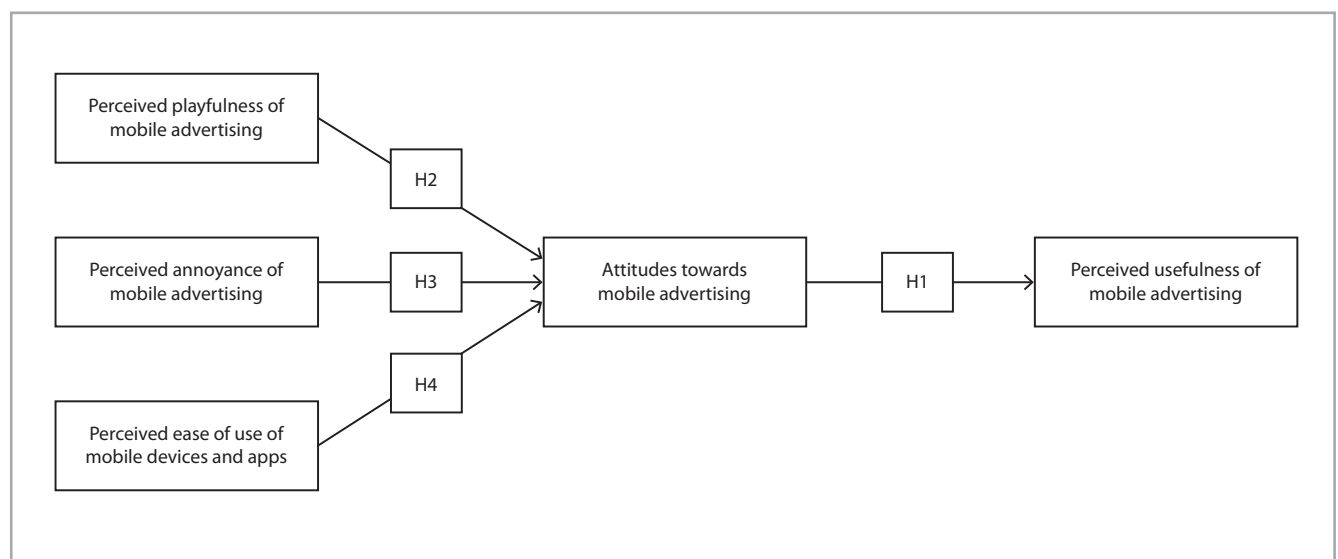 Perceived playfulness of
mobile advertising
H2
Perceived annoyance of
mobile advertising
H3
Attitudes towards
mobile advertising
H1
Perceived usefulness of
mobile advertising
H4
Perceived ease of use of
mobile devices and apps